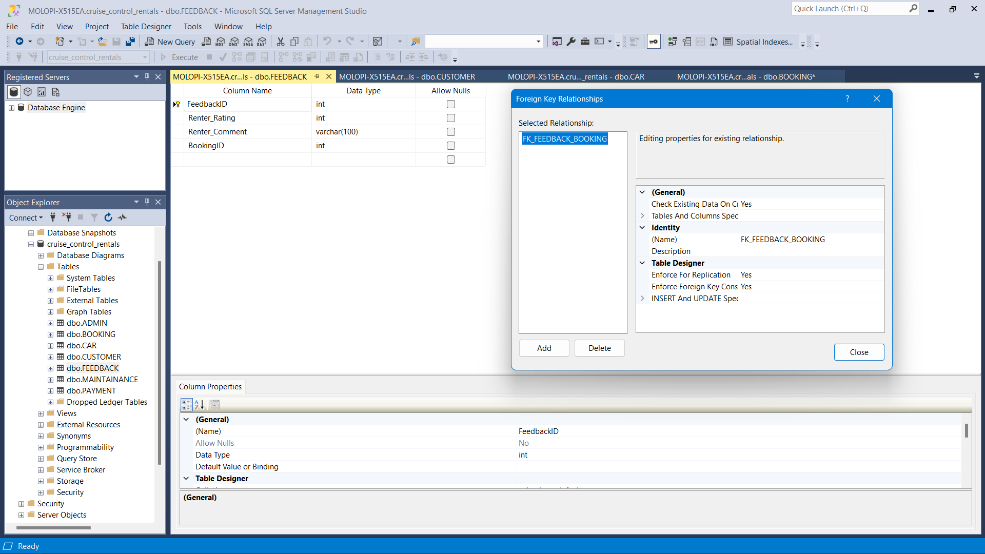 MOLOPI-X515EA.cruise_control_rentals - dbo.FEEDBACK - Microsoft SQL Server Management Studio
Quick Launch (Ctrl+Q)
File Edit View Project Table Designer Tools Window Help
New Query
cruise_control_rentals Execute Spatial Indexes...
Registered Servers
Database Engine
MOLOPI-X515EA.cr...ls - dbo.FEEDBACK MOLOPI-X515EA.cr...s - dbo.CUSTOMER MOLOPI-X515EA.cru..._rentals - dbo.CAR MOLOPI-X515EA.cr...als - dbo.BOOKING*
Column Name Data Type Allow Nulls
FeedbackID int
Renter_Rating int
Renter_Comment varchar(100)
BookingID int
Object Explorer
Connect
Database Snapshots
cruise_control_rentals
Database Diagrams
Tables
System Tables
FileTables
External Tables
Graph Tables
dbo.ADMIN
dbo.BOOKING
dbo.CAR
dbo.CUSTOMER
dbo.FEEDBACK
dbo.MAINTAINANCE
dbo.PAYMENT
Dropped Ledger Tables
Views
External Resources
Synonyms
Programmability
Query Store
Service Broker
Storage
Security
Security
Server Objects
Foreign Key Relationships
?
Selected Relationship:
FK_FEEDBACK_BOOKING
Editing properties for existing relationship.
(General)
Check Existing Data On Cr Yes
Tables And Columns Spec
Identity
(Name) FK_FEEDBACK_BOOKING
Description
Table Designer
Enforce For Replication Yes
Enforce Foreign Key Cons Yes
INSERT And UPDATE Spec
Add Delete
Close
Column Properties
(General)
(Name) FeedbackID
Allow Nulls No
Data Type int
Default Value or Binding
Table Designer
(General)
Ready